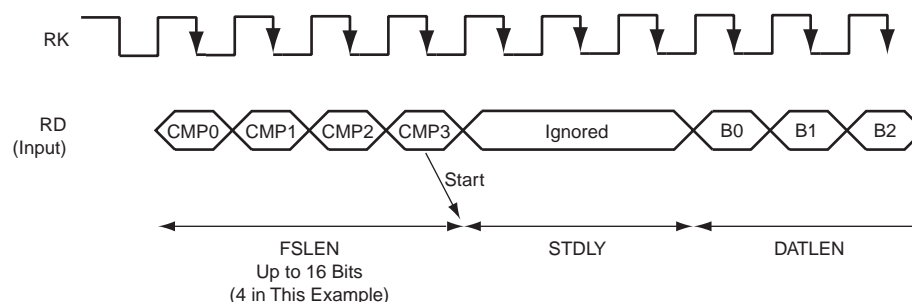 RK
RD
(Input)
CMP0 CMP1 CMP2 CMP3 Ignored B0 B1 B2
Start
FSLEN
Up to 16 Bits
(4 in This Example)
STDLY
DATLEN